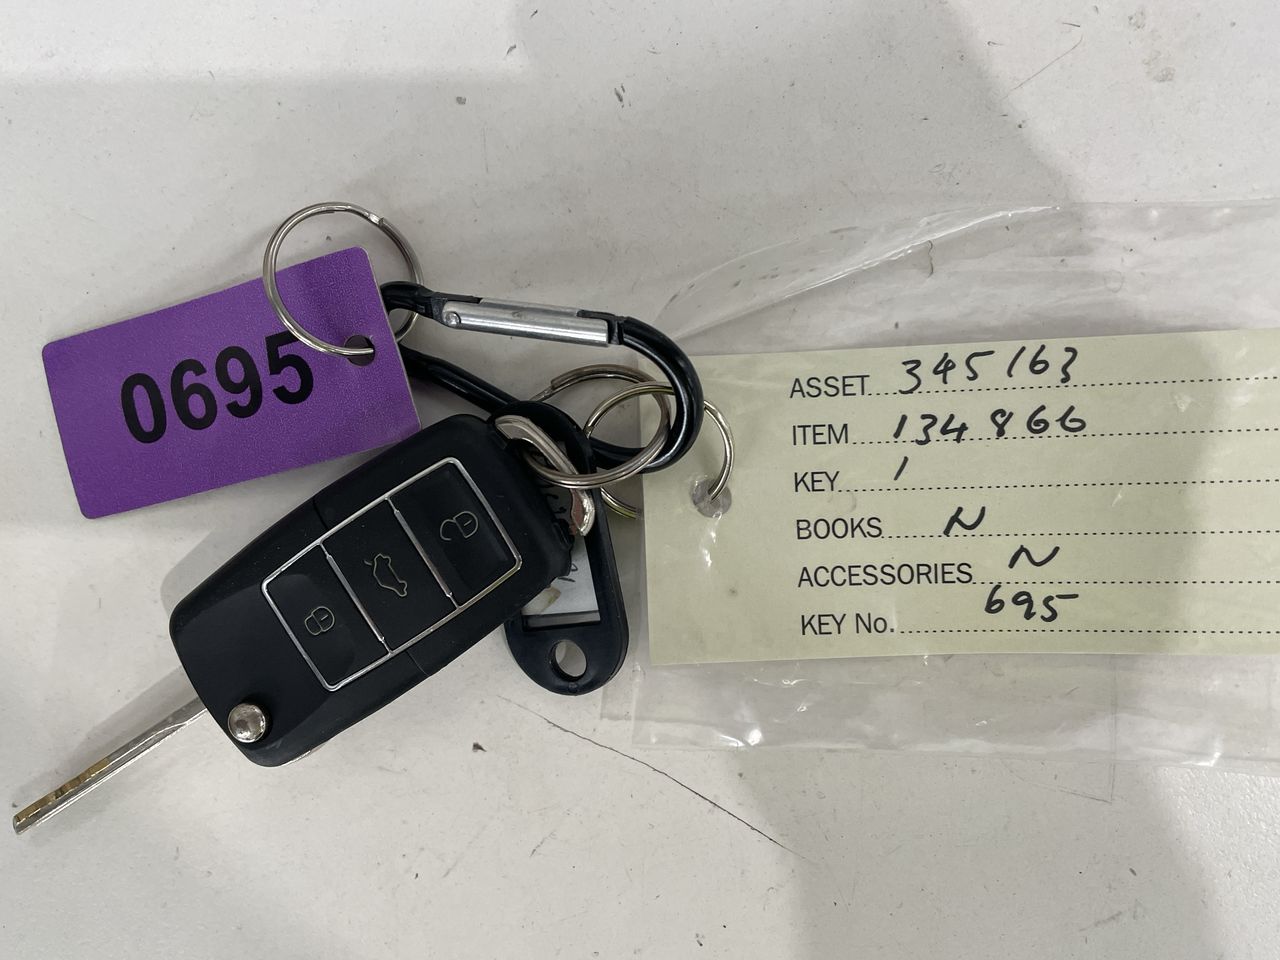 0695
ASSET 345163
ITEM 134866
KEY 1
BOOKS N
ACCESSORIES N
KEY No. 695